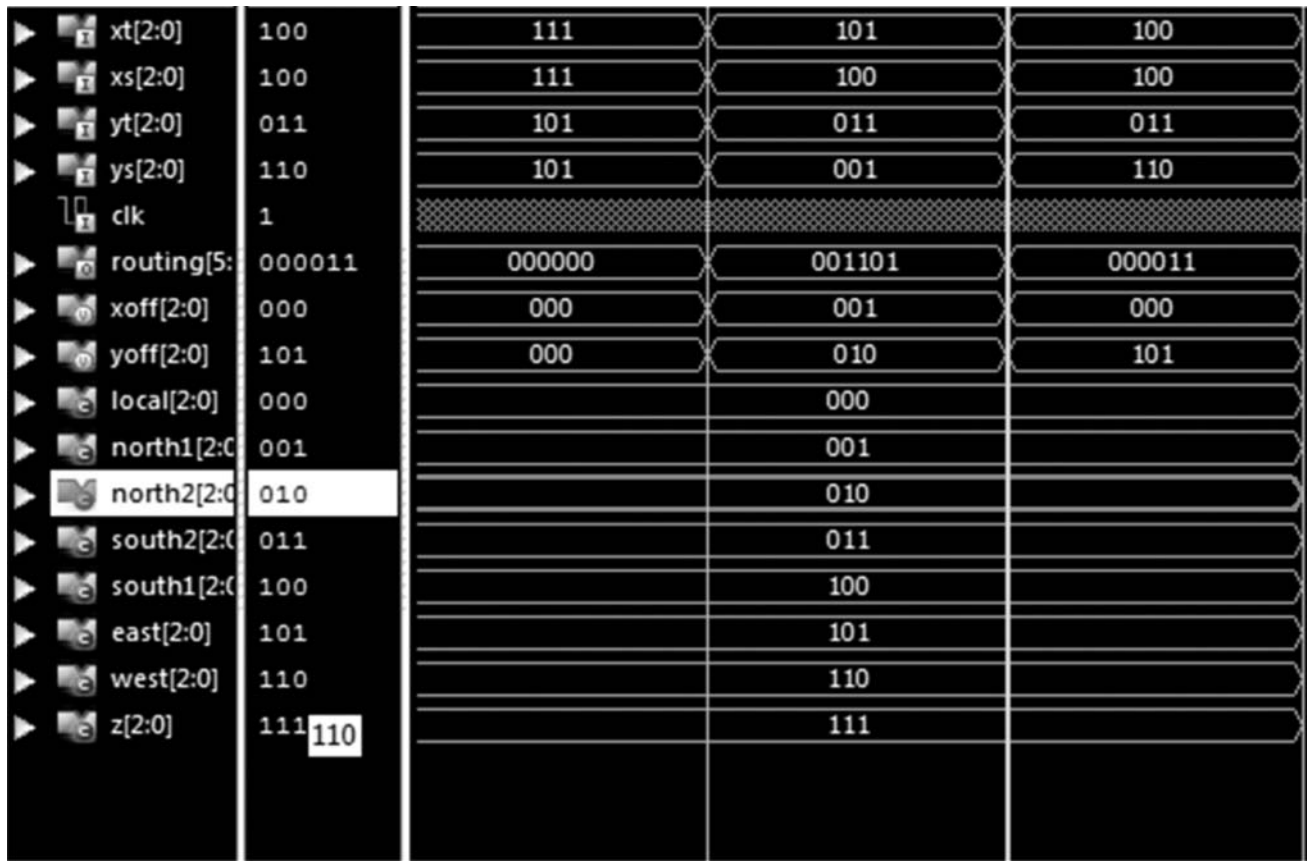 xt[2:0] 100 111 101 100
xs[2:0] 100 111 100 100
yt[2:0] 011 101 011 011
ys[2:0] 110 101 001 110
clk 1
routing[5: 000011 000000 001101 000011
xoff[2:0] 000 000 001 000
yoff[2:0] 101 000 010 101
local[2:0] 000 000
north1[2:0 001 001
north2[2:0 010 010
south2[2:0 011 011
south1[2:0 100 100
east[2:0] 101 101
west[2:0] 110 110
z[2:0] 111 111
110